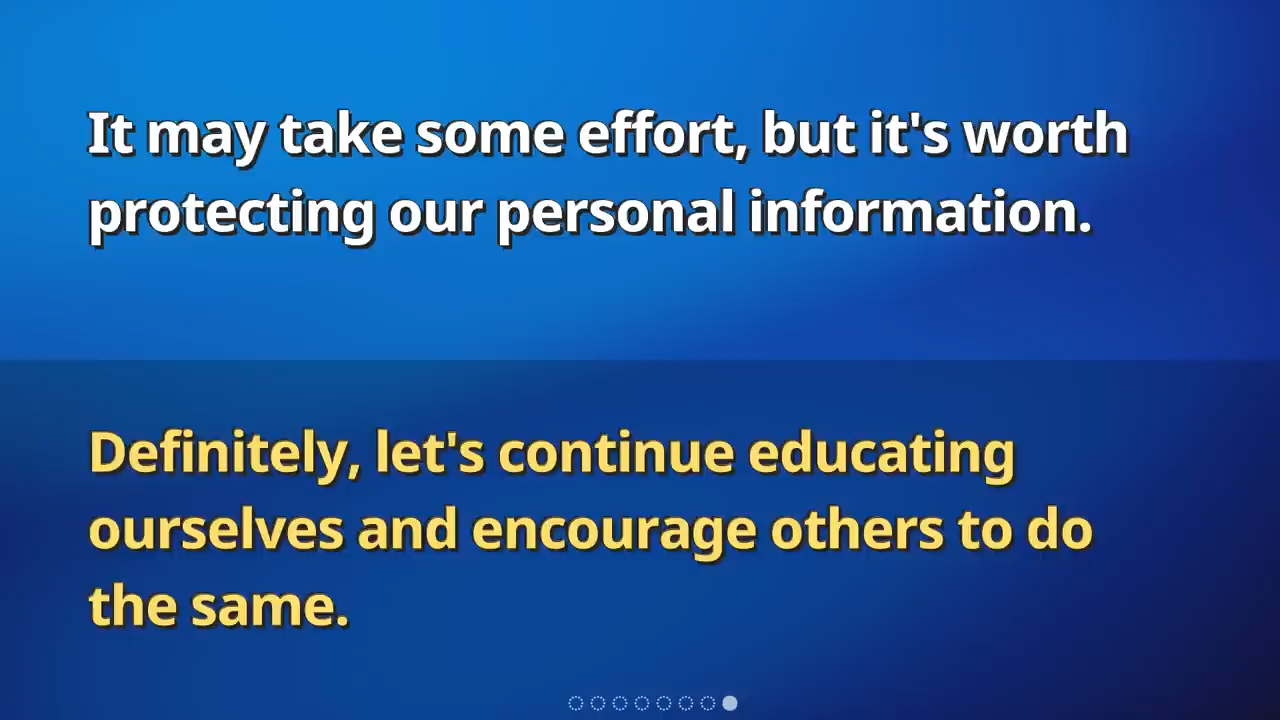 It may take some effort, but it's worth
protecting our personal information.
Definitely, let's continue educating
ourselves and encourage others to do
the same.